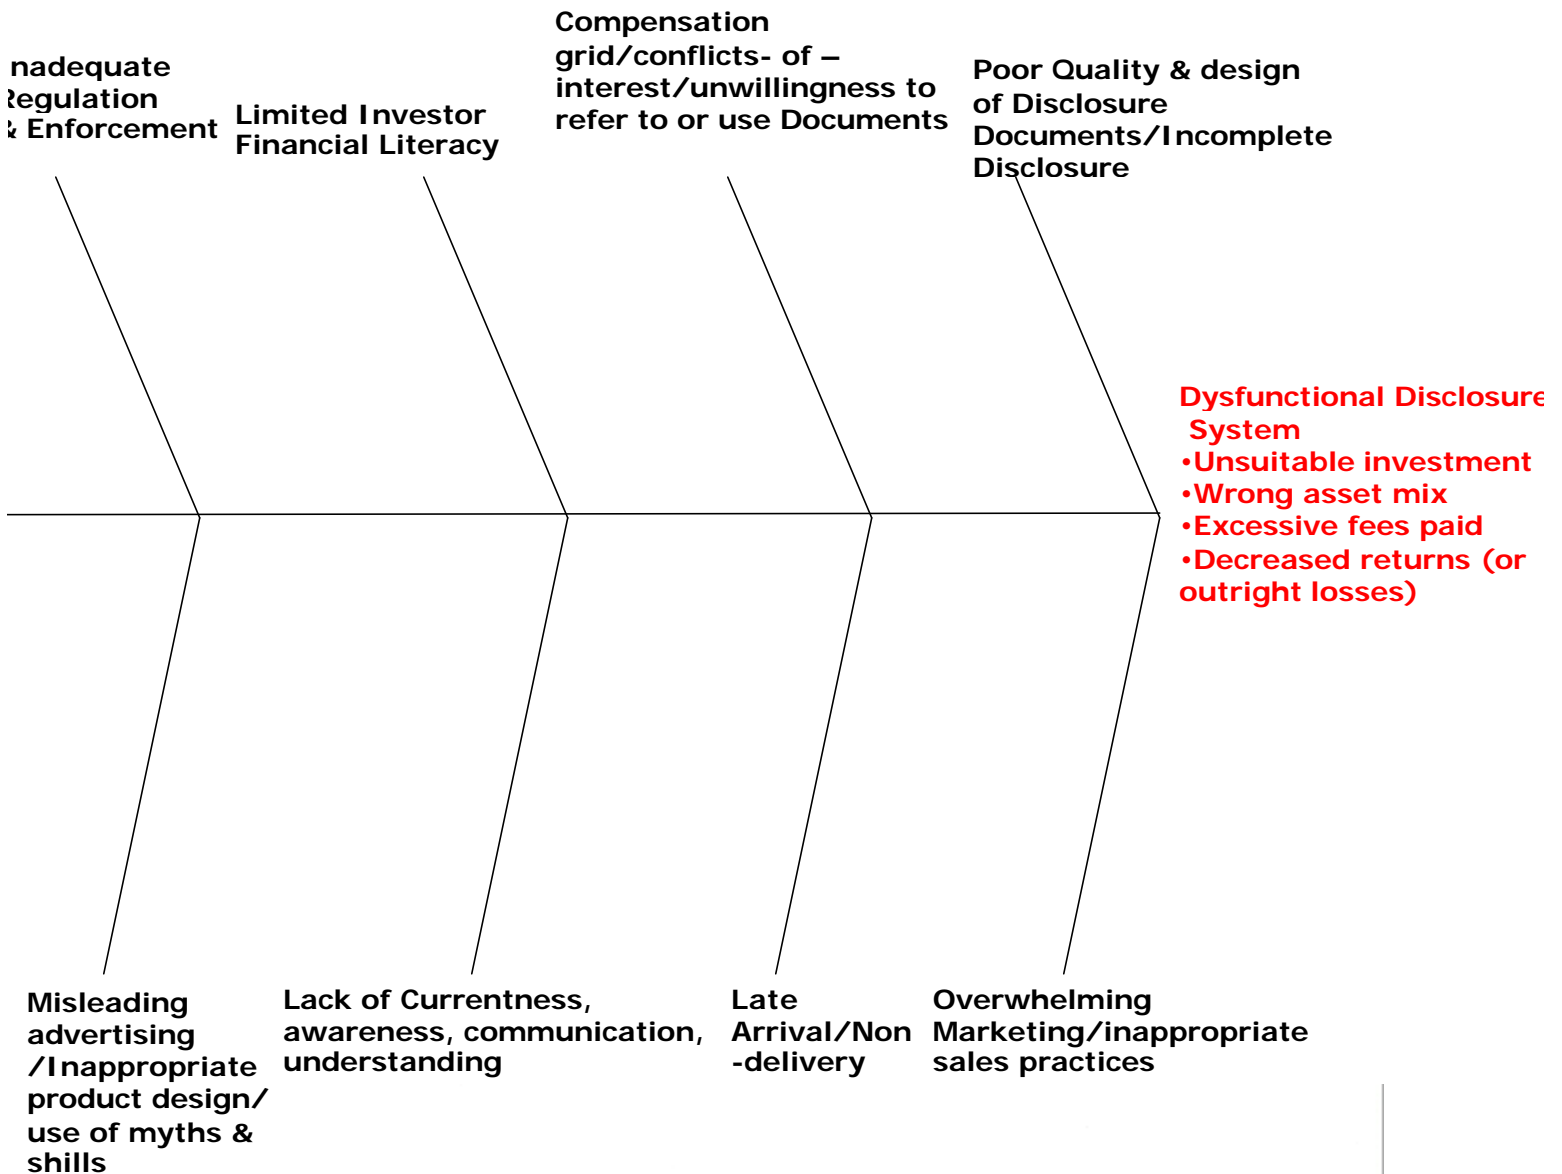 nadequate
Regulation
& Enforcement
Limited Investor
Financial Literacy
Compensation
grid/conflicts- of –
interest/unwillingness to
refer to or use Documents
Poor Quality & design
of Disclosure
Documents/Incomplete
Disclosure
Dysfunctional Disclosure
System
•Unsuitable investment
•Wrong asset mix
•Excessive fees paid
•Decreased returns (or
outright losses)
Misleading
advertising
/Inappropriate
product design/
use of myths &
shills
Lack of Currentness,
awareness, communication,
understanding
Late
Arrival/Non
-delivery
Overwhelming
Marketing/inappropriate
sales practices